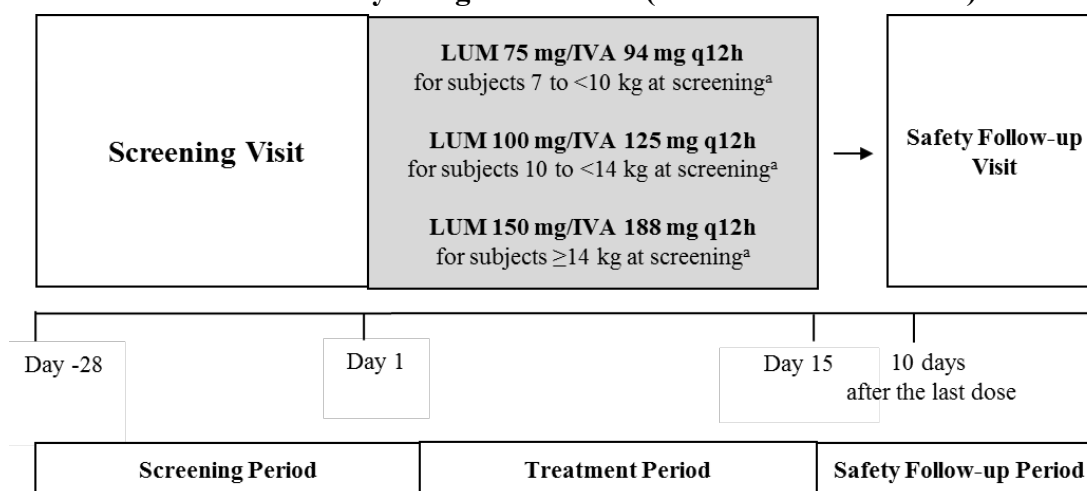 LUM 75 mg/IVA 94 mg q12h
for subjects 7 to <10 kg at screeningᵃ
Screening Visit
LUM 100 mg/IVA 125 mg q12h
for subjects 10 to <14 kg at screeningᵃ
LUM 150 mg/IVA 188 mg q12h
for subjects ≥14 kg at screeningᵃ
Safety Follow-up
Visit
Day -28
Day 1
Day 15
10 days
after the last dose
Screening Period
Treatment Period
Safety Follow-up Period